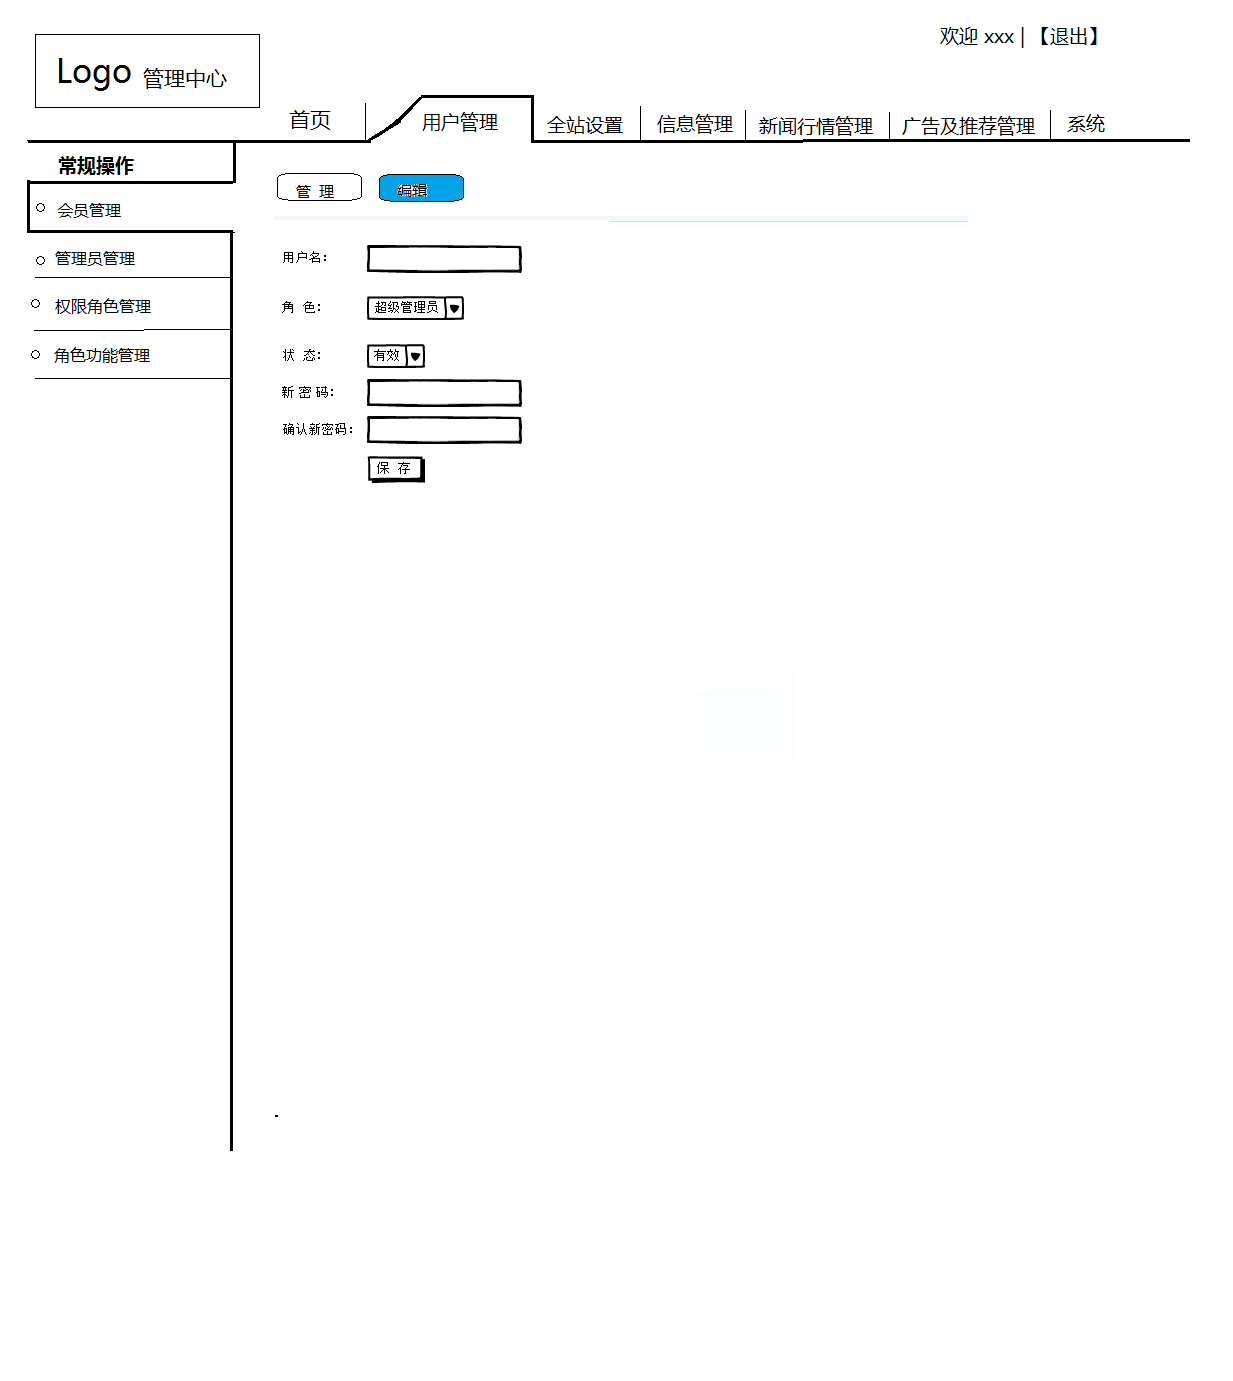 欢迎 xxx | 【退出】
Logo 管理中心
首页 用户管理 全站设置 信息管理 新闻行情管理 广告及推荐管理 系统
常规操作
会员管理
管理员管理
权限角色管理
角色功能管理
管 理 编辑
用户名：
角 色： 超级管理员
状 态： 有效
新 密 码：
确认新密码：
保 存